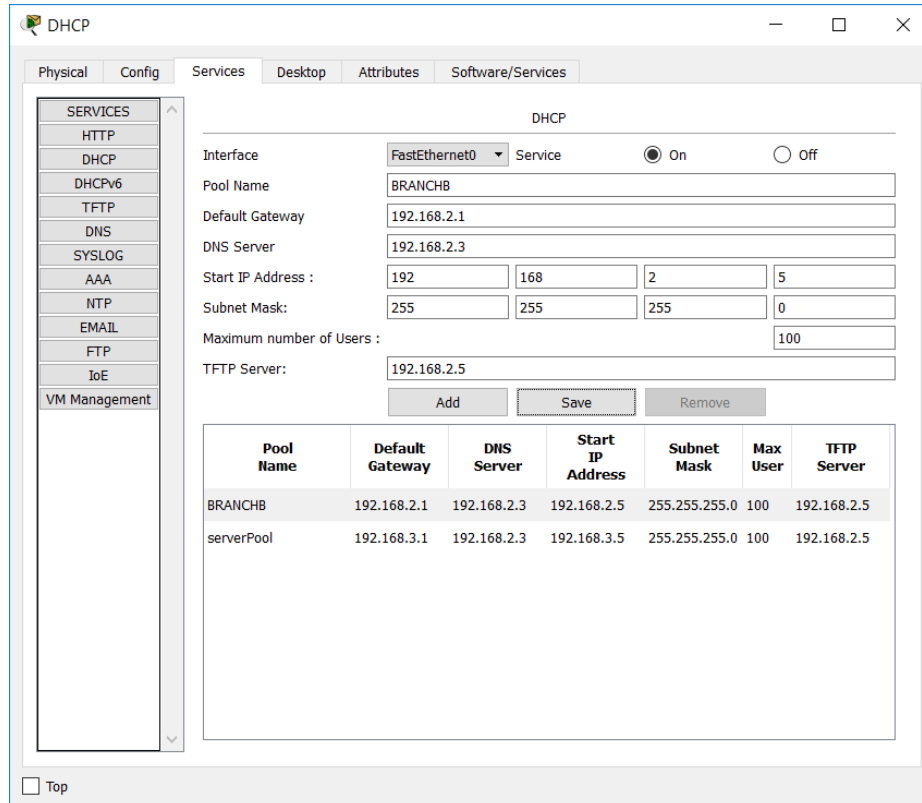 DHCP
Physical Config Services Desktop Attributes Software/Services
SERVICES
HTTP
DHCP
DHCPv6
TFTP
DNS
SYSLOG
AAA
NTP
EMAIL
FTP
IoE
VM Management
DHCP
Interface FastEthernet0 Service On Off
Pool Name BRANCHB
Default Gateway 192.168.2.1
DNS Server 192.168.2.3
Start IP Address : 192 168 2 5
Subnet Mask: 255 255 255 0
Maximum number of Users : 100
TFTP Server: 192.168.2.5
Add Save Remove
Pool Name Default Gateway DNS Server Start IP Address Subnet Mask Max User TFTP Server
BRANCHB 192.168.2.1 192.168.2.3 192.168.2.5 255.255.255.0 100 192.168.2.5
serverPool 192.168.3.1 192.168.2.3 192.168.3.5 255.255.255.0 100 192.168.2.5
Top